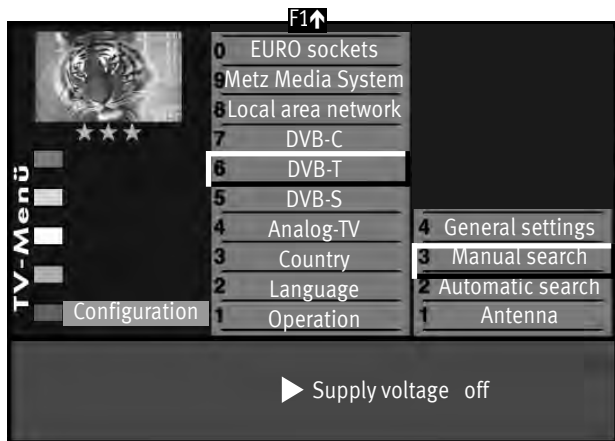 F1↑
0 EURO sockets
9 Metz Media System
8 Local area network
7 DVB-C
6 DVB-T
5 DVB-S
4 Analog-TV
3 Country
2 Language
1 Operation
4 General settings
3 Manual search
2 Automatic search
1 Antenna
TV-Menü
Configuration
Supply voltage off